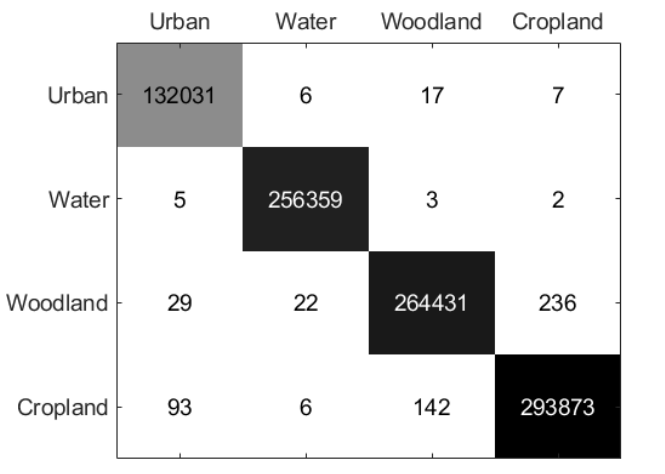 Urban Water Woodland Cropland
Urban 132031 6 17 7
Water 5 256359 3 2
Woodland 29 22 264431 236
Cropland 93 6 142 293873